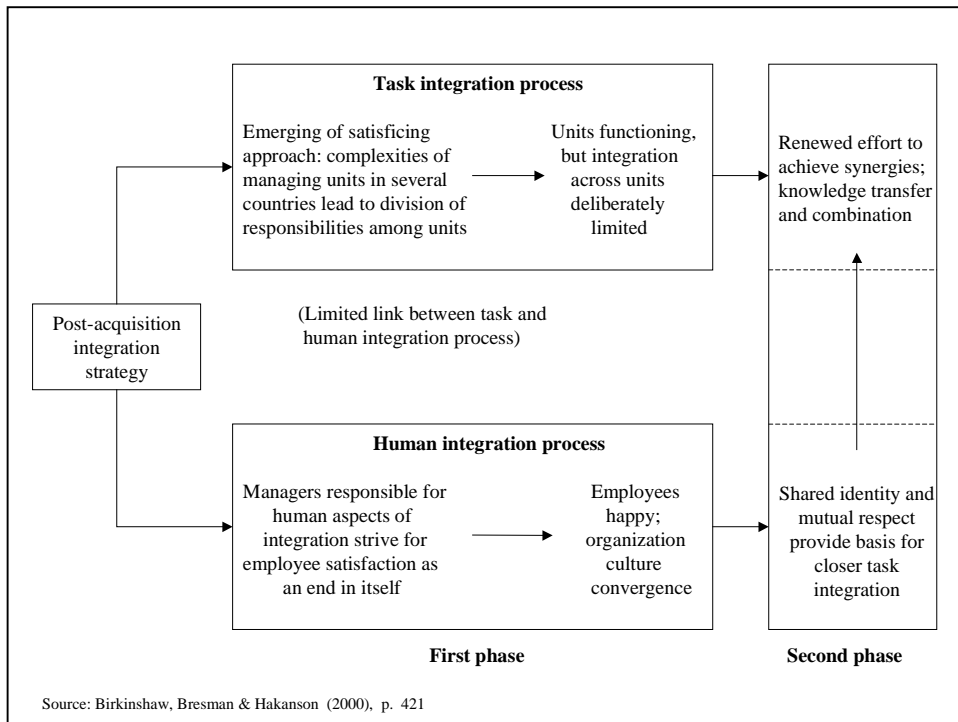 Task integration process
Emerging of satisficing
approach: complexities of
managing units in several
countries lead to division of
responsibilities among units
Units functioning,
but integration
across units
deliberately
limited
Renewed effort to
achieve synergies;
knowledge transfer
and combination
Post-acquisition
integration
strategy
(Limited link between task and
human integration process)
Human integration process
Managers responsible for
human aspects of
integration strive for
employee satisfaction as
an end in itself
Employees
happy;
organization
culture
convergence
Shared identity and
mutual respect
provide basis for
closer task
integration
First phase
Second phase
Source: Birkinshaw, Bresman & Hakanson (2000), p. 421